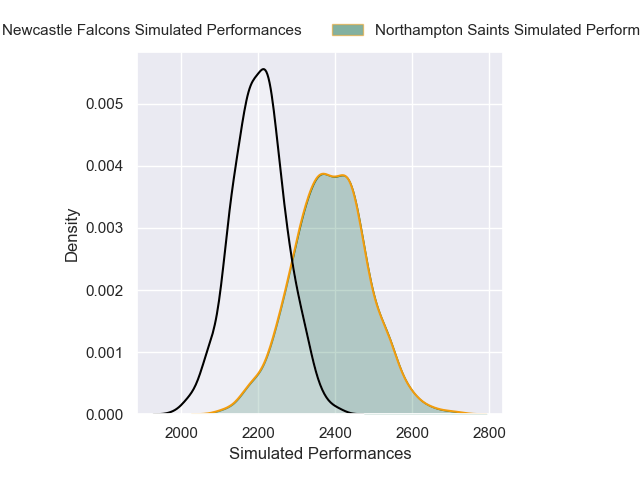 Newcastle Falcons Simulated Performances
Northampton Saints Simulated Perform
0.005
0.004
0.003
0.002
0.001
0.000
Density
2000 2200 2400 2600 2800
Simulated Performances